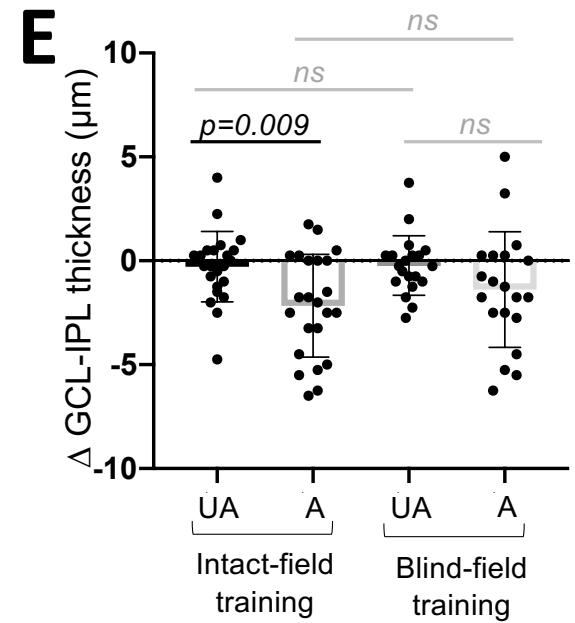 E
ns
10
ns
p=0.009
ns
5
0
-5
-10
Δ GCL-IPL thickness (µm)
UA
A
UA
A
Intact-field
training
Blind-field
training